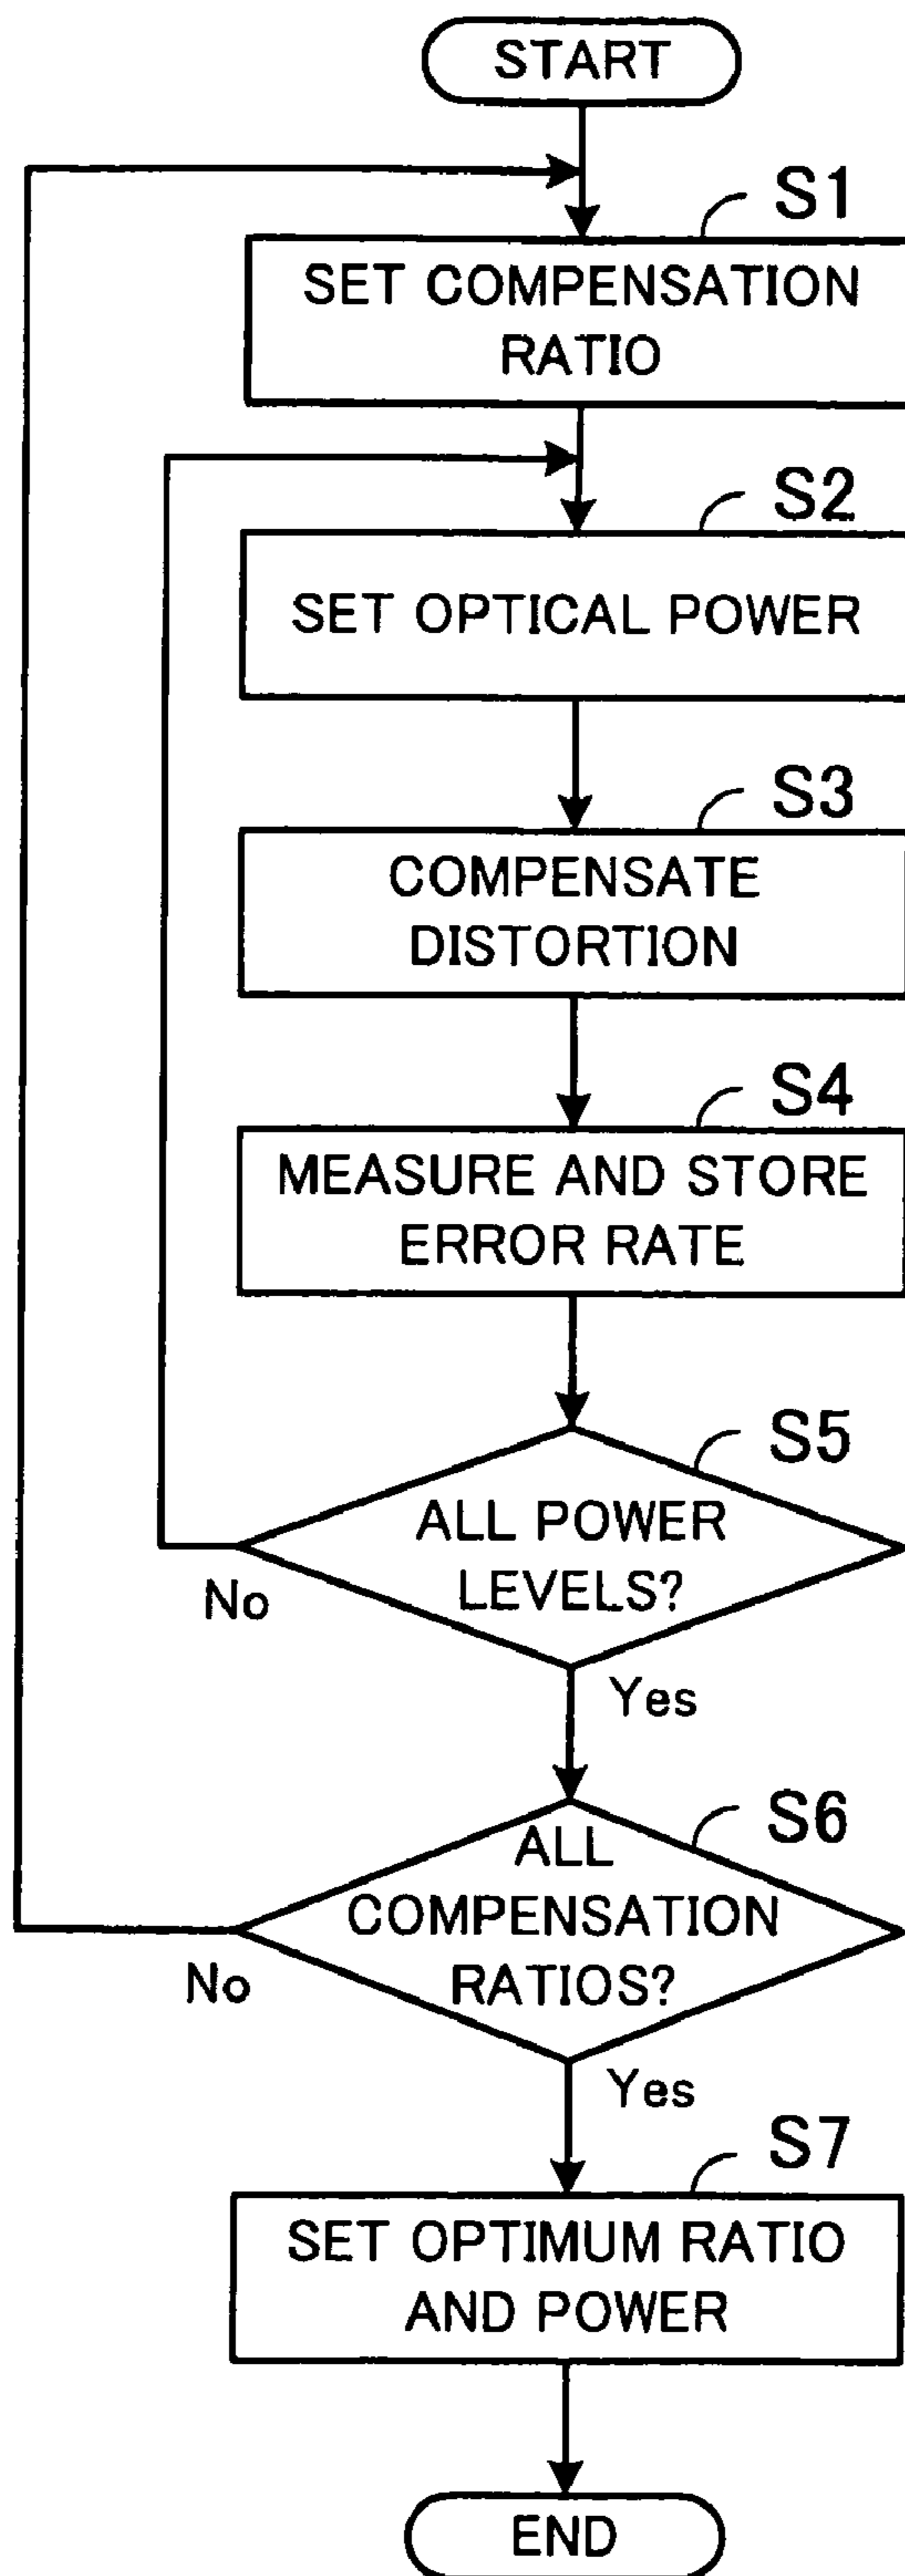 START
S1
SET COMPENSATION
RATIO
S2
SET OPTICAL POWER
S3
COMPENSATE
DISTORTION
S4
MEASURE AND STORE
ERROR RATE
S5
ALL POWER
LEVELS?
No
Yes
S6
ALL
COMPENSATION
RATIOS?
No
Yes
S7
SET OPTIMUM RATIO
AND POWER
END